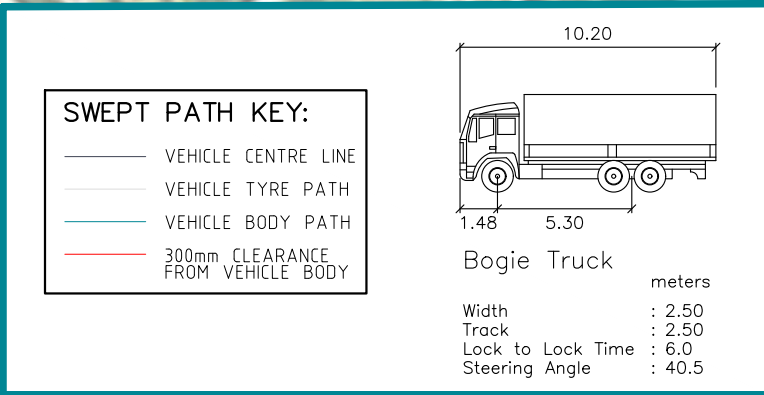 SWEPT PATH KEY:
VEHICLE CENTRE LINE
VEHICLE TYRE PATH
VEHICLE BODY PATH
300mm CLEARANCE
FROM VEHICLE BODY
10.20
1.48
5.30
Bogie Truck
meters
Width : 2.50
Track : 2.50
Lock to Lock Time : 6.0
Steering Angle : 40.5